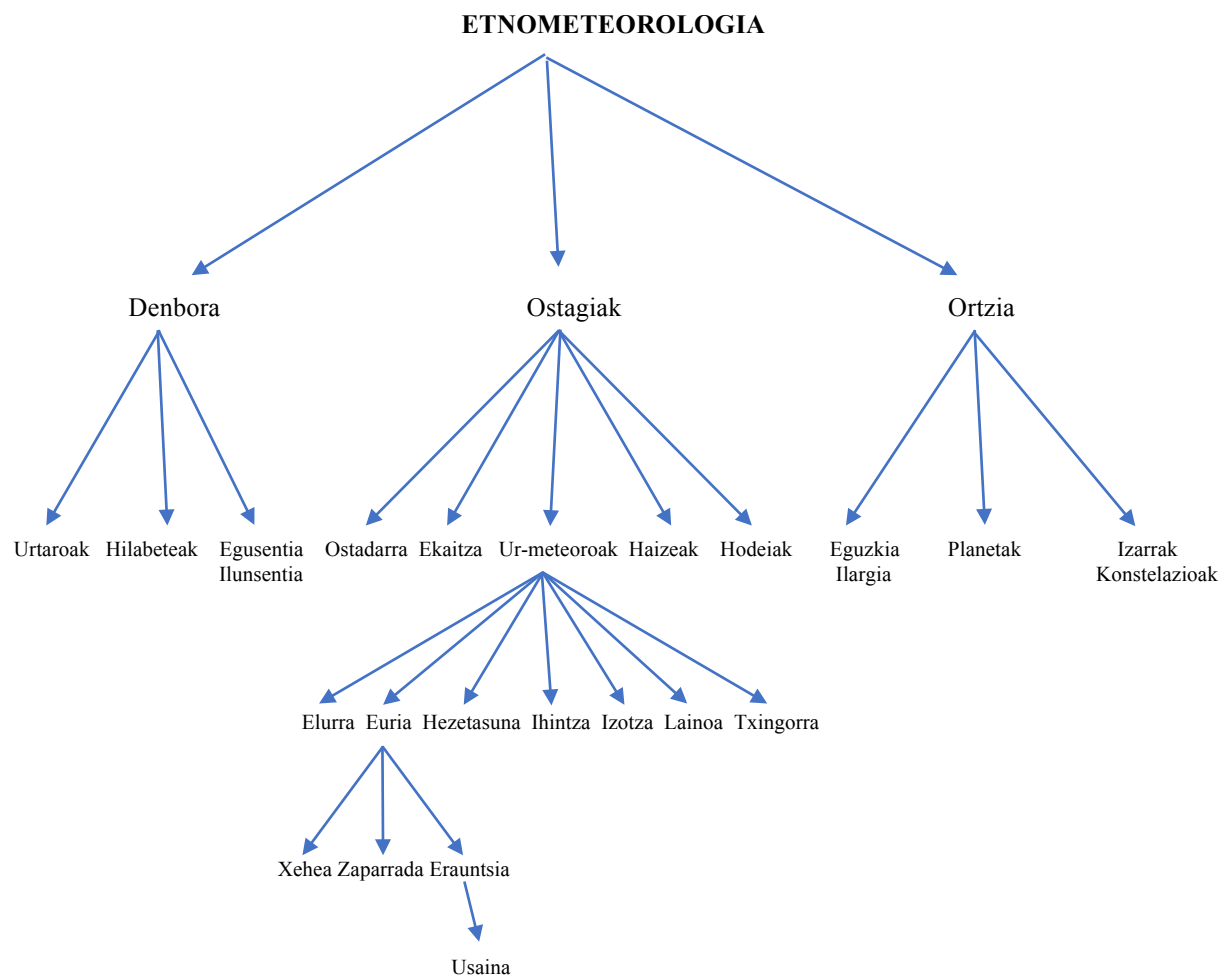 ETNOMETEOROLOGIA
Denbora Ostagiak Ortzia
Urtaroak Hilabeteak Egusentia Ostadarra Ekaitza Ur-meteoroak Haizeak Hodeiak Eguzkia Planetak Izarrak
Ilunsentia Ilargia Konstelazioak
Elurra Euria Hezetasuna Ihintza Izotza Lainoa Txingorra
Xehea Zaparrada Erauntsia
Usaina